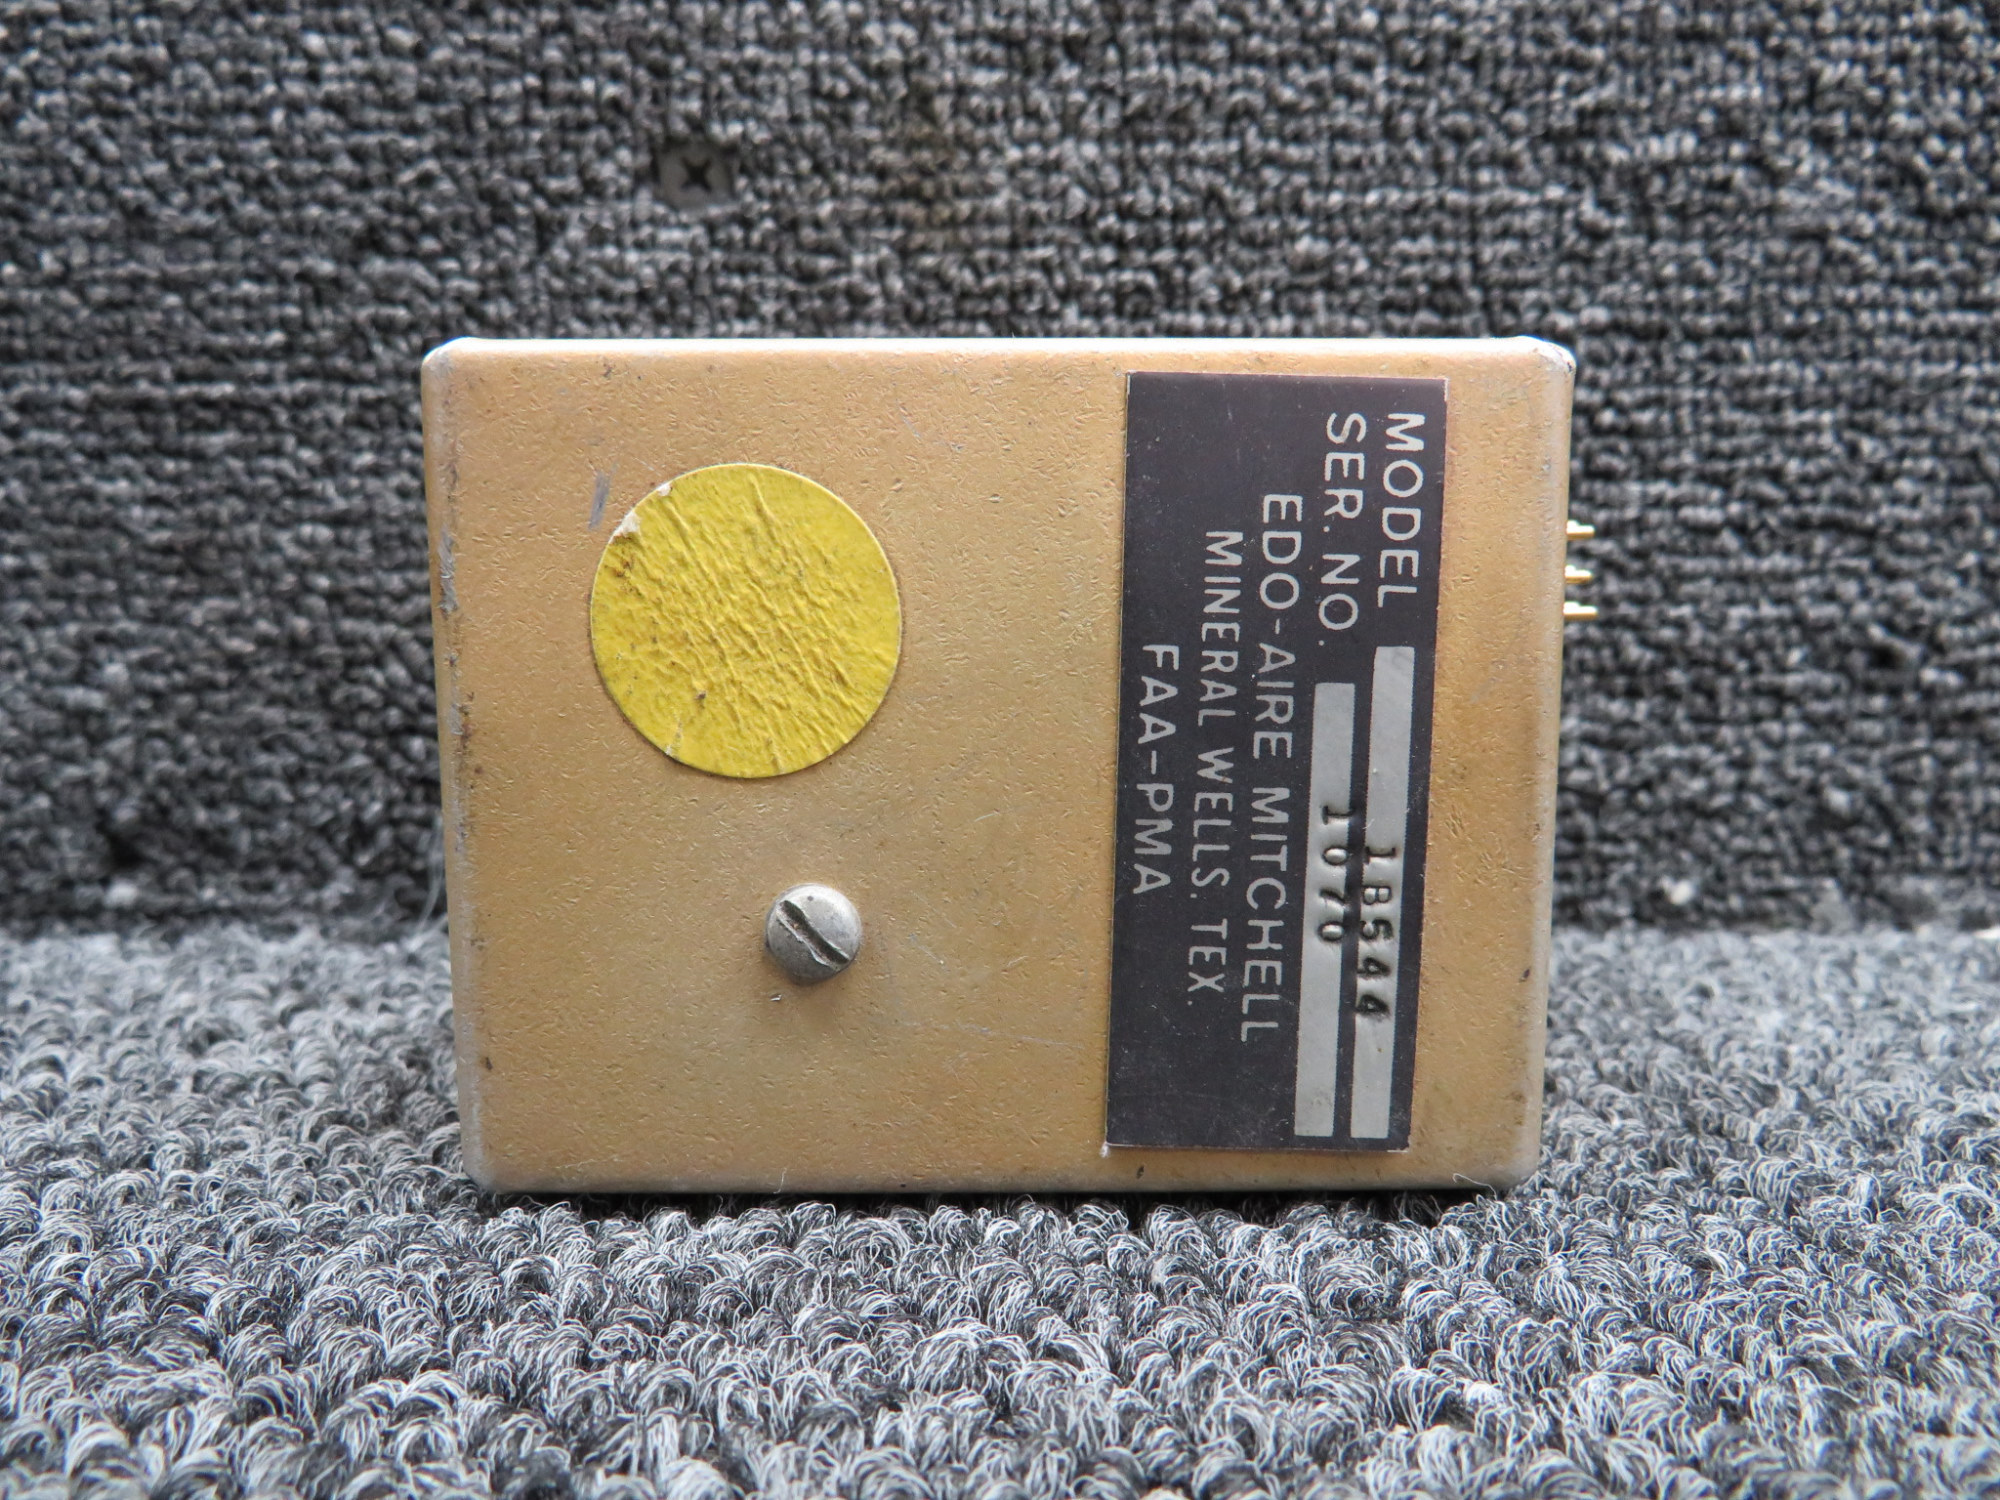 MODEL 1B544
SER. NO. 1070
EDO-AIRE MITCHELL
MINERAL WELLS. TEX.
FAA-PMA